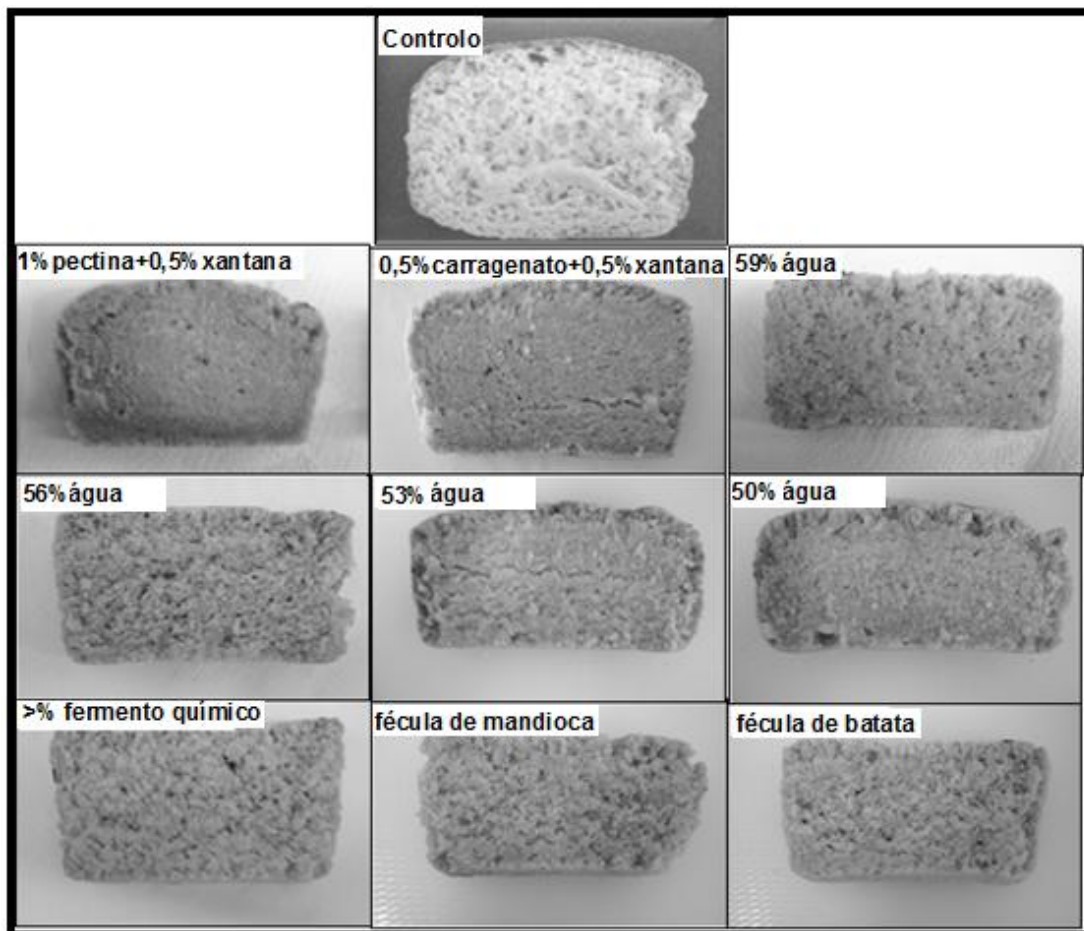 Controlo
1% pectina+0,5% xantana
0,5%carragenato+0,5%xantana
59% água
56% água
53% água
50% água
>% fermento químico
fécula de mandioca
fécula de batata